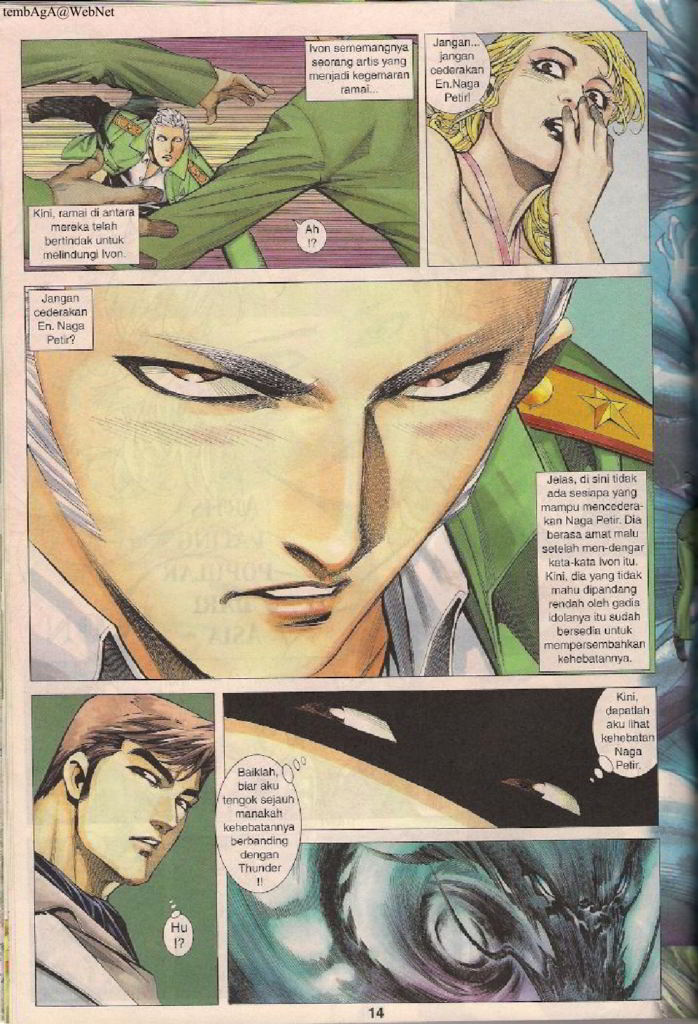 tembAgA@WebNet
Ivon sememangnya
seorang artis yang
menjadi kegemaran
ramai...
Kini, ramai di antara
mereka telah
bertindak untuk
melindungi Ivon.
Ah
!?
Jangan...
jangan
cederakan
En.Naga
Petir!
Jangan
cederakan
En. Naga
Petir?
Jelas, di sini tidak
ada sesiapa yang
mampu mencedera-
kan Naga Petir. Dia
berasa amat malu
setelah men-dengar
kata-kata Ivon itu.
Kini, dia yang tidak
mahu dipandang
rendah oleh gadis
idolanya itu sudah
bersedia untuk
mempersembahkan
kehebatannya.
Hu
!?
Kini,
dapatlah
aku lihat
kehebatan
Naga
Petir.
Baiklah,
biar aku
tengok sejauh
manakah
kehebatannya
berbanding
dengan
Thunder
!!
14